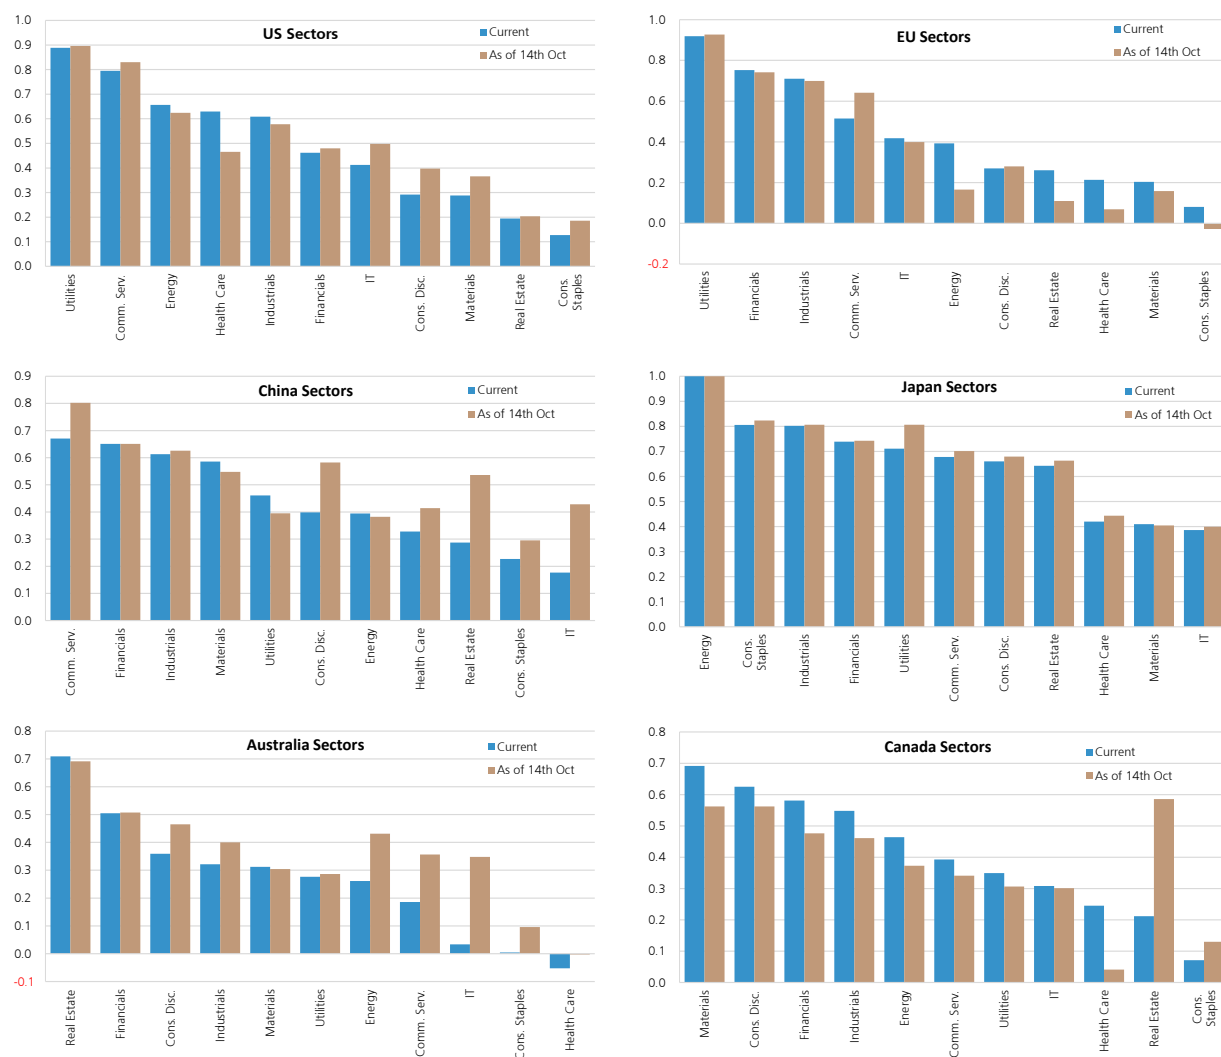 US Sectors
Current
As of 14th Oct
1.0
0.9
0.8
0.7
0.6
0.5
0.4
0.3
0.2
0.1
0.0
Utilities
Comm. Serv.
Energy
Health Care
Industrials
Financials
IT
Cons. Disc.
Materials
Real Estate
Cons.
Staples
EU Sectors
Current
As of 14th Oct
1.0
0.8
0.6
0.4
0.2
0.0
-0.2
Utilities
Financials
Industrials
Comm. Serv.
IT
Energy
Cons. Disc.
Real Estate
Health Care
Materials
Cons. Staples
China Sectors
Current
As of 14th Oct
0.9
0.8
0.7
0.6
0.5
0.4
0.3
0.2
0.1
0.0
Comm. Serv.
Financials
Industrials
Materials
Utilities
Cons. Disc.
Energy
Health Care
Real Estate
Cons. Staples
IT
Japan Sectors
Current
As of 14th Oct
1.0
0.9
0.8
0.7
0.6
0.5
0.4
0.3
0.2
0.1
0.0
Energy
Cons.
Staples
Industrials
Financials
Utilities
Comm. Serv.
Cons. Disc.
Real Estate
Health Care
Materials
IT
Australia Sectors
Current
As of 14th Oct
0.8
0.7
0.6
0.5
0.4
0.3
0.2
0.1
0.0
-0.1
Real Estate
Financials
Cons. Disc.
Industrials
Materials
Utilities
Energy
Comm. Serv.
IT
Cons. Staples
Health Care
Canada Sectors
Current
As of 14th Oct
0.8
0.7
0.6
0.5
0.4
0.3
0.2
0.1
0.0
Materials
Cons. Disc.
Financials
Industrials
Energy
Comm. Serv.
Utilities
IT
Health Care
Real Estate
Cons.
Staples